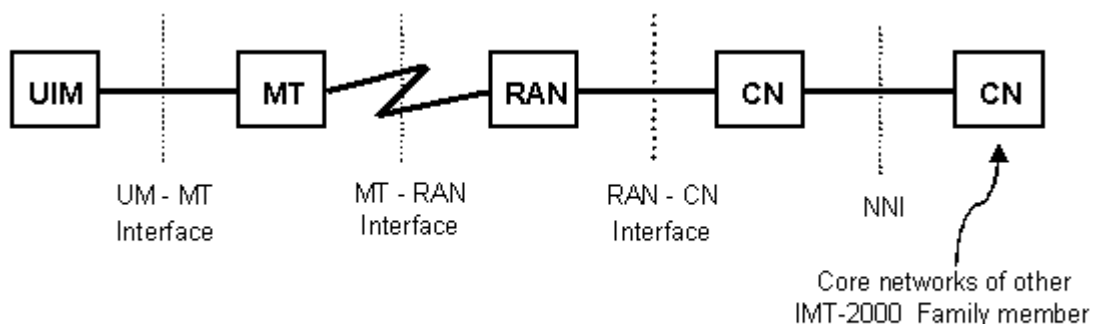 UIM MT RAN CN CN
UM - MT
Interface
MT - RAN
Interface
RAN - CN
Interface
NNI
Core networks of other
IMT-2000 Family member